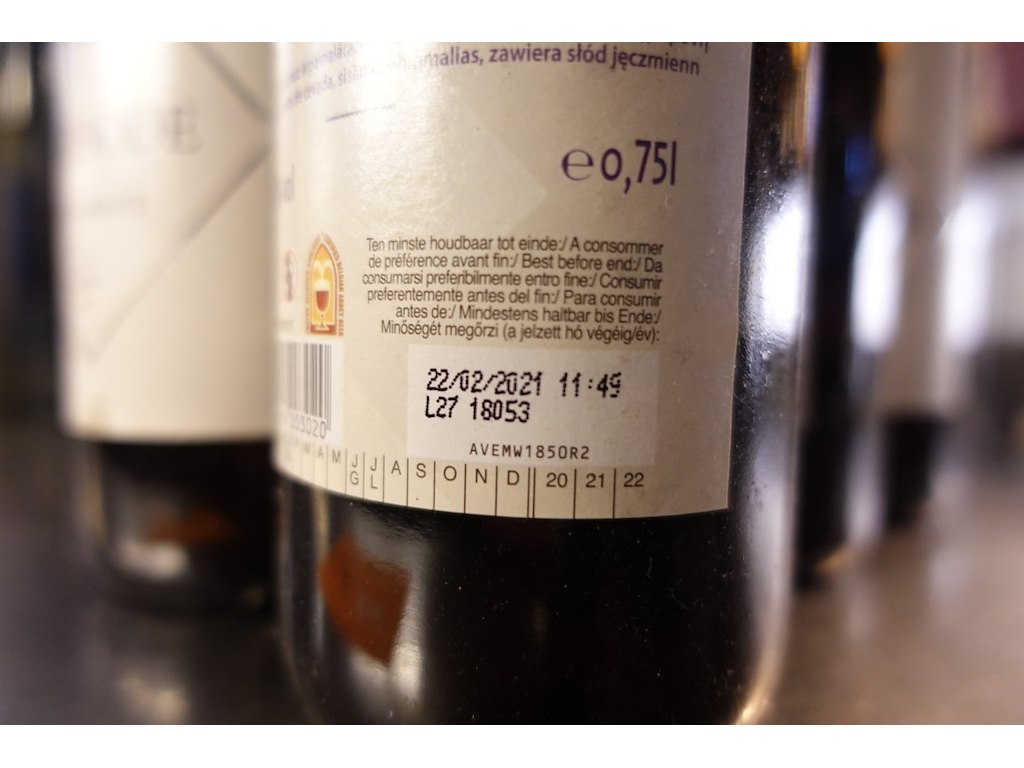 mallas, zawiera słód jęczmienn
e 0,75l
Ten minste houdbaar tot einde:/ A consommer
de préférence avant fin:/ Best before end:/ Da
consumarsi preferibilmente entro fine:/ Consumir
preferentemente antes del fin:/ Para consumir
antes de:/ Mindestens haltbar bis Ende:/
Minőségét megőrzi (a jelzett hó végéig/év):
22/02/2021 11:49
L27 18053
AVEMW1850R2
M A M J J A S O N D 20 21 22
G L